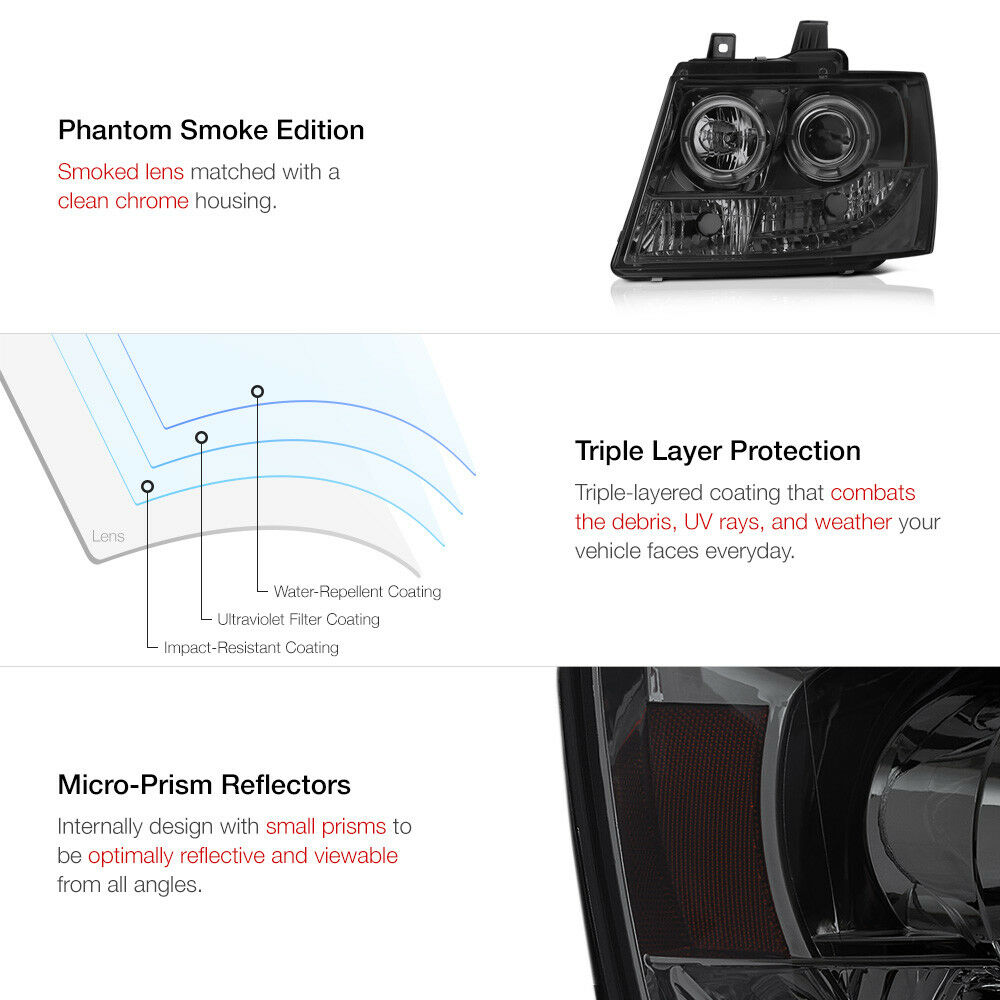 Phantom Smoke Edition
Smoked lens matched with a
clean chrome housing.
Lens
Water-Repellent Coating
Ultraviolet Filter Coating
Impact-Resistant Coating
Triple Layer Protection
Triple-layered coating that combats
the debris, UV rays, and weather your
vehicle faces everyday.
Micro-Prism Reflectors
Internally design with small prisms to
be optimally reflective and viewable
from all angles.